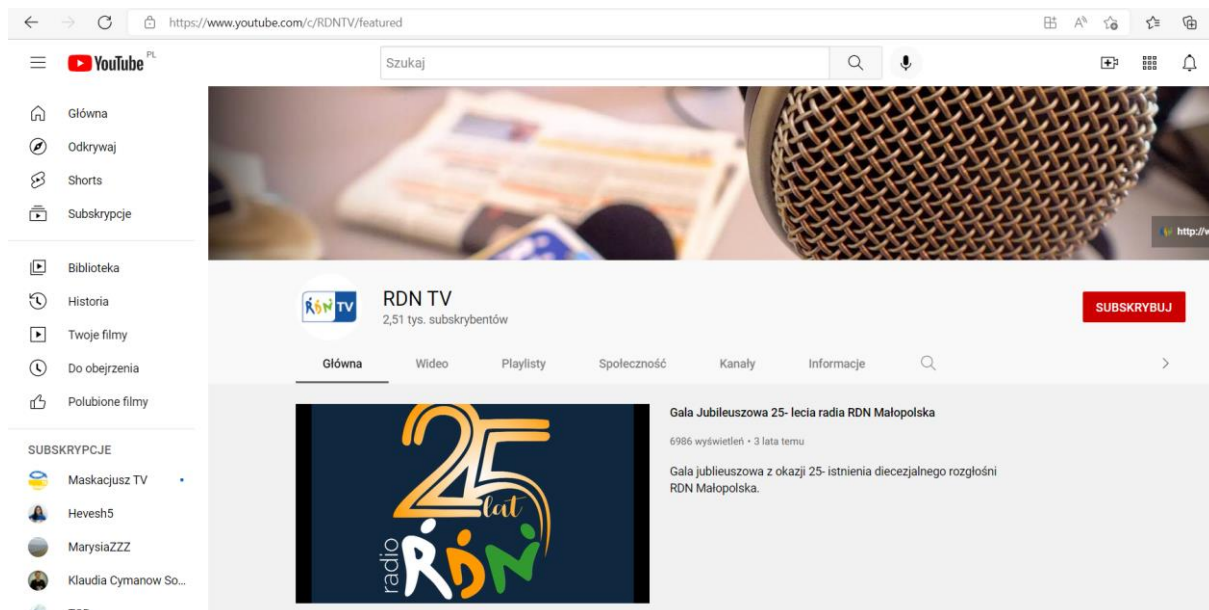 https://www.youtube.com/c/RDNTV/featured
YouTube PL
Szukaj
Główna
Odkrywaj
Shorts
Subskrypcje
Biblioteka
Historia
Twoje filmy
Do obejrzenia
Polubione filmy
SUBSKRYPCJE
Maskacjusz TV
Hevesh5
MarysiaZZZ
Klaudia Cymanow So...
http://w
RDN TV
RDN TV
2,51 tys. subskrybentów
SUBSKRYBUJ
Główna Wideo Playlisty Społeczność Kanały Informacje
25
lat
radio RDN
Gala Jubileuszowa 25- lecia radia RDN Małopolska
6986 wyświetleń • 3 lata temu
Gala jublieuszowa z okazji 25- istnienia diecezjalnego rozgłośni
RDN Małopolska.